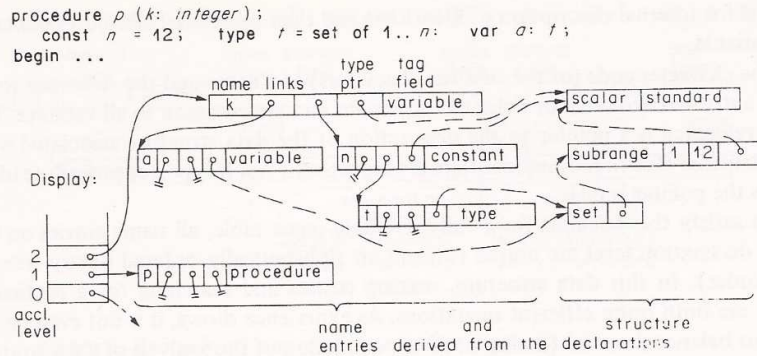 procedure p (k: integer);
const n = 12; type t = set of 1.. n: var a: t;
begin ...
name links type ptr tag field
k variable
scalar standard
a variable
n constant
subrange 1 12
Display:
t type
set
2
1
0
p procedure
accl.
level
name and structure
entries derived from the declarations.